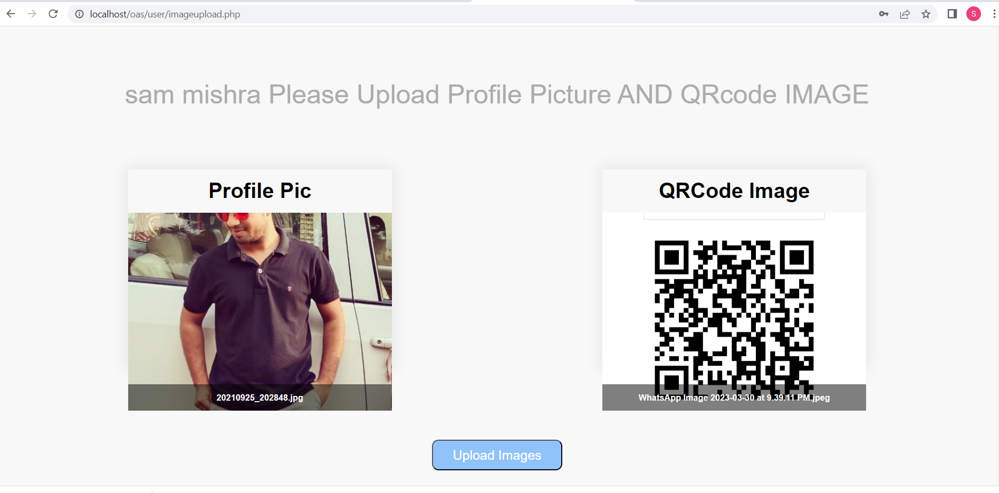 localhost/oas/user/imageupload.php
S
sam mishra Please Upload Profile Picture AND QRcode IMAGE
Profile Pic
QRCode Image
20210925_202848.jpg
WhatsApp Image 2023-03-30 at 9.39.11 PM.jpeg
Upload Images